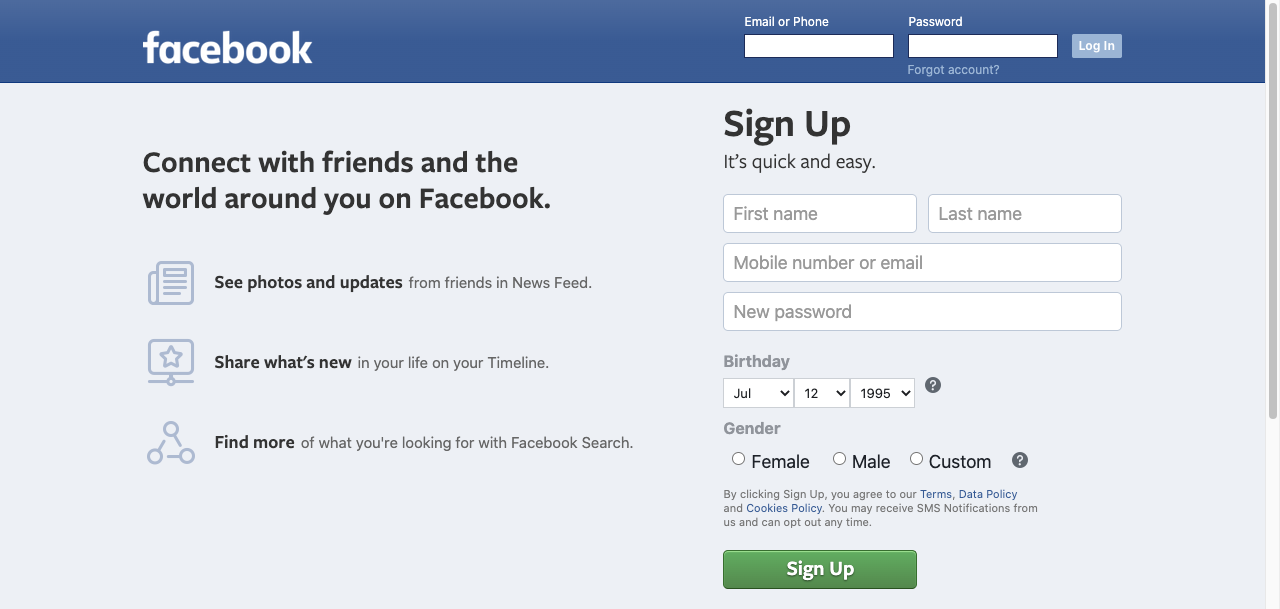 facebook
Email or Phone
Password
Log In
Forgot account?
Connect with friends and the
world around you on Facebook.
See photos and updates from friends in News Feed.
Share what's new in your life on your Timeline.
Find more of what you're looking for with Facebook Search.
Sign Up
It's quick and easy.
First name
Last name
Mobile number or email
New password
Birthday
Jul 12 1995 ?
Gender
Female Male Custom ?
By clicking Sign Up, you agree to our Terms, Data Policy
and Cookies Policy. You may receive SMS Notifications from
us and can opt out any time.
Sign Up